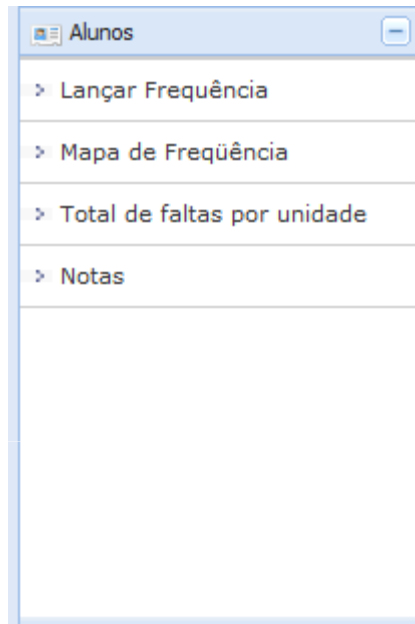 Alunos
Lançar Frequência
Mapa de Freqüência
Total de faltas por unidade
Notas